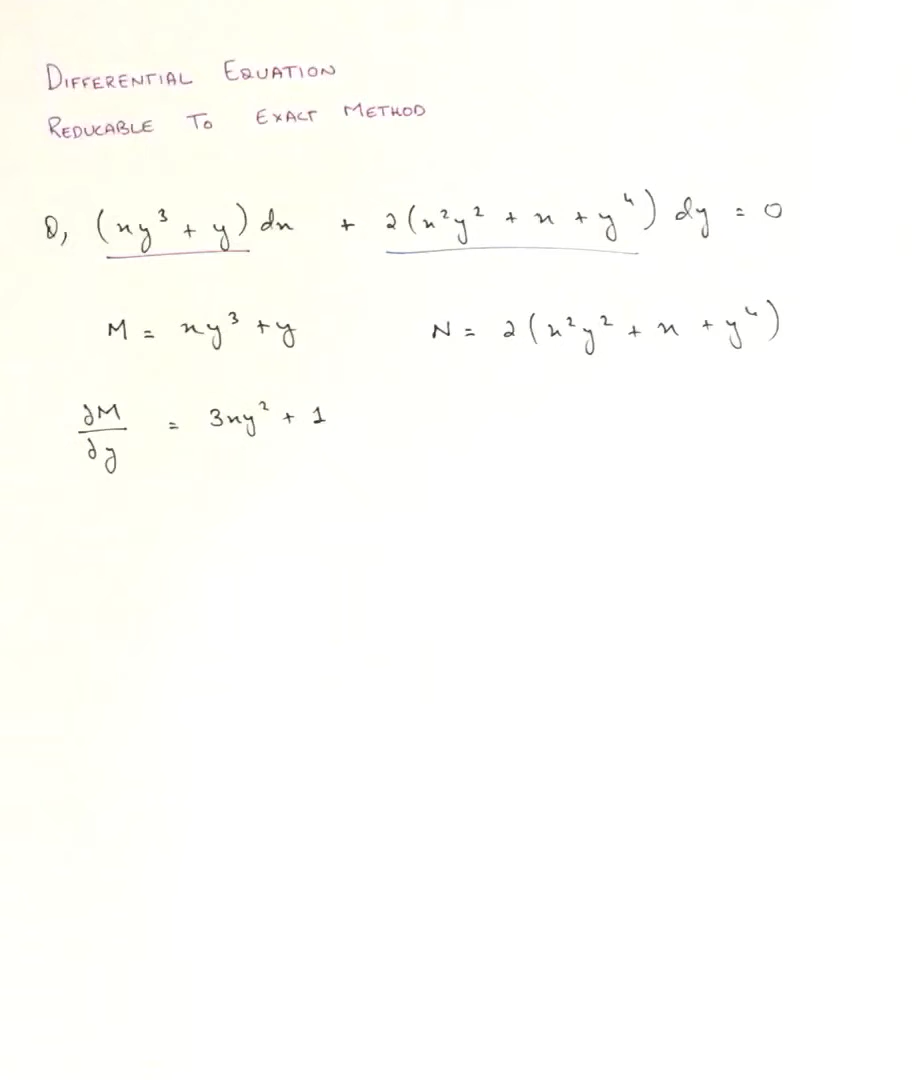 DIFFERENTIAL EQUATION
REDUCABLE TO EXACT METHOD
Q, (xy³ + y) dx + 2(x²y² + x + y⁴) dy = 0
M = xy³ + y N = 2(x²y² + x + y⁴)
∂M/∂y = 3xy² + 1